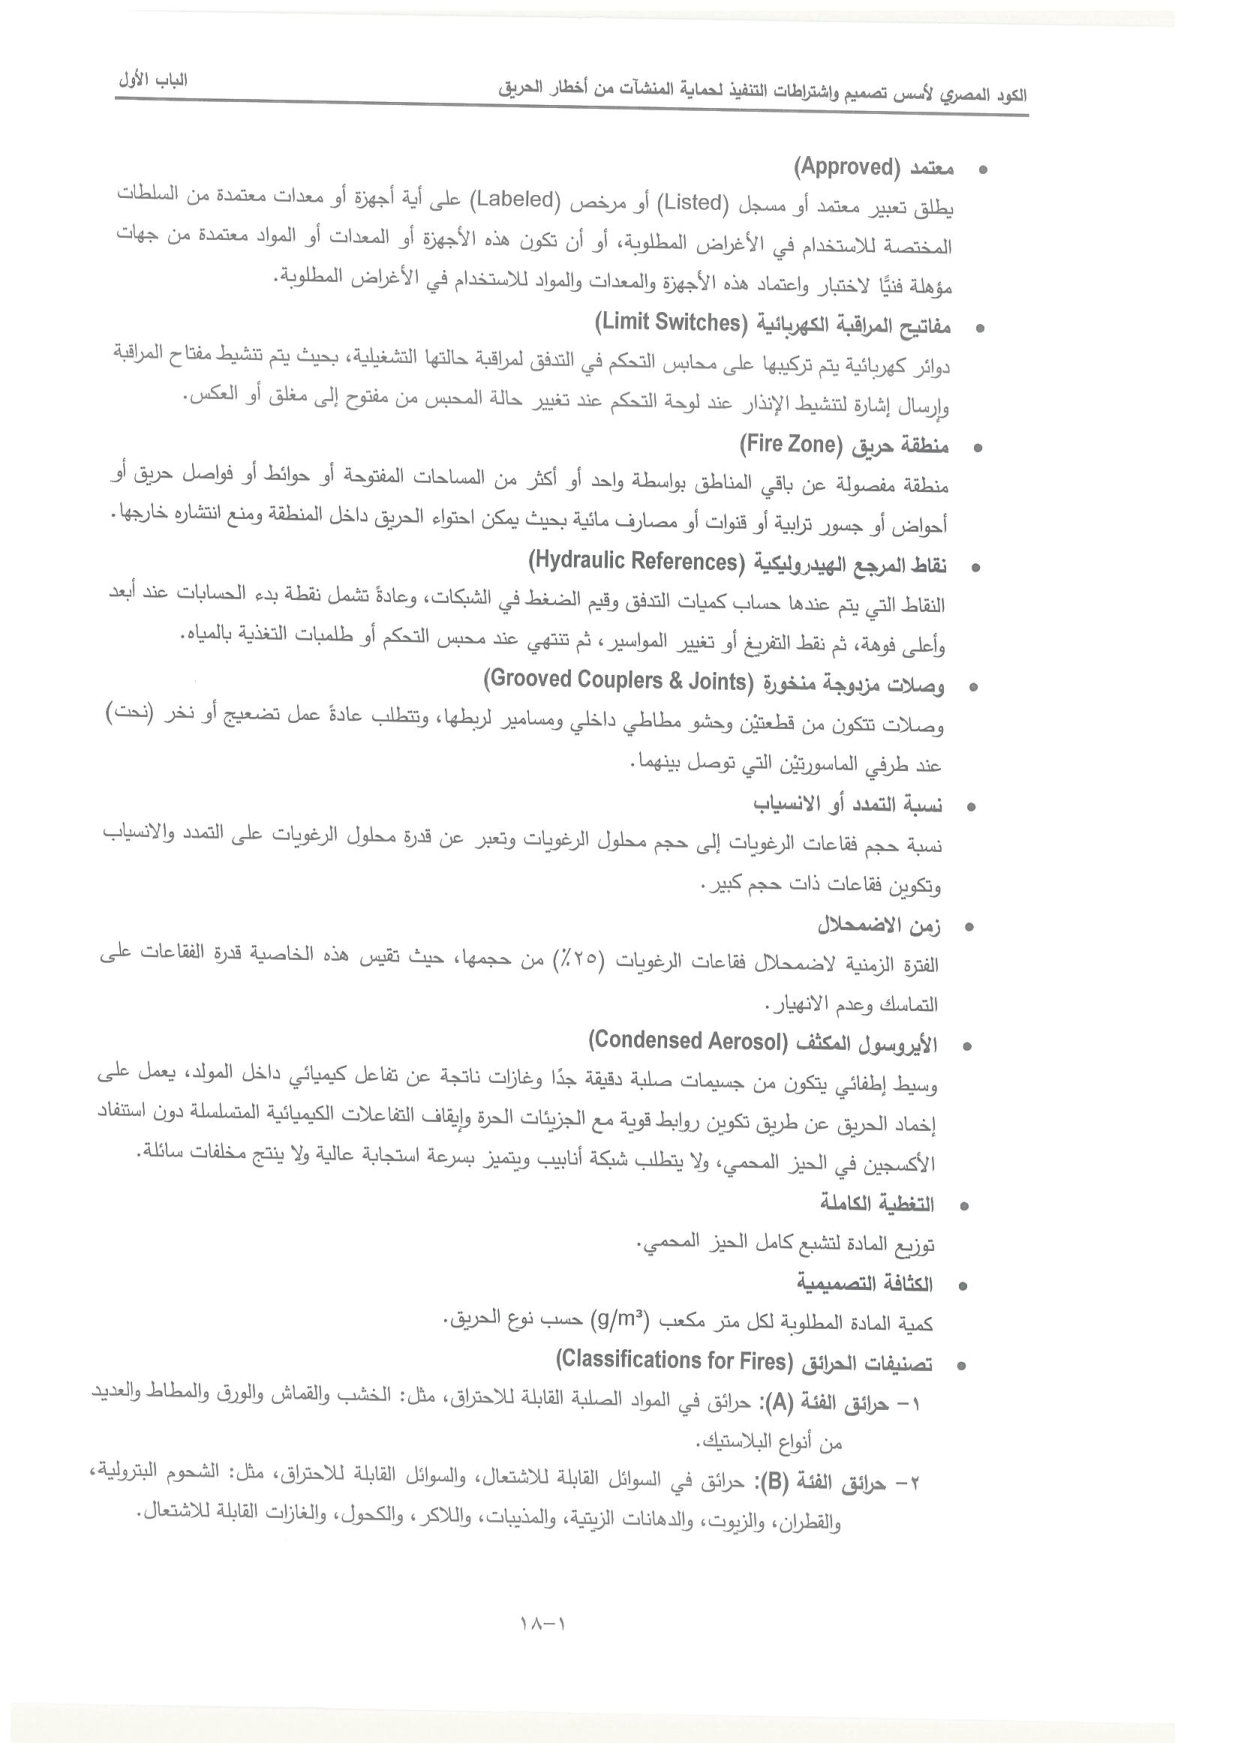 الكود المصري لأسس تصميم واشتراطات التنفيذ لحماية المنشآت من أخطار الحريق
الباب الأول
• معتمد (Approved)
يطلق تعبير معتمد أو مسجل (Listed) أو مرخص (Labeled) على أية أجهزة أو معدات معتمدة من السلطات
المختصة للاستخدام في الأغراض المطلوبة، أو أن تكون هذه الأجهزة أو المعدات أو المواد معتمدة من جهات
مؤهلة فنيًّا لاختبار واعتماد هذه الأجهزة والمعدات والمواد للاستخدام في الأغراض المطلوبة.
• مفاتيح المراقبة الكهربائية (Limit Switches)
دوائر كهربائية يتم تركيبها على محابس التحكم في التدفق لمراقبة حالتها التشغيلية، بحيث يتم تنشيط مفتاح المراقبة
وإرسال إشارة لتنشيط الإنذار عند لوحة التحكم عند تغيير حالة المحبس من مفتوح إلى مغلق أو العكس.
• منطقة حريق (Fire Zone)
منطقة مفصولة عن باقي المناطق بواسطة واحد أو أكثر من المساحات المفتوحة أو حوائط أو فواصل حريق أو
أحواض أو جسور ترابية أو قنوات أو مصارف مائية بحيث يمكن احتواء الحريق داخل المنطقة ومنع انتشاره خارجها.
• نقاط المرجع الهيدروليكية (Hydraulic References)
النقاط التي يتم عندها حساب كميات التدفق وقيم الضغط في الشبكات، وعادةً تشمل نقطة بدء الحسابات عند أبعد
وأعلى فوهة، ثم نقط التفريغ أو تغيير المواسير، ثم تنتهي عند محبس التحكم أو طلمبات التغذية بالمياه.
• وصلات مزدوجة منخورة (Grooved Couplers & Joints)
وصلات تتكون من قطعتيْن وحشو مطاطي داخلي ومسامير لربطها، وتتطلب عادةً عمل تضعيج أو نخر (نحت)
عند طرفي الماسورتيْن التي توصل بينهما.
• نسبة التمدد أو الانسياب
نسبة حجم فقاعات الرغويات إلى حجم محلول الرغويات وتعبر عن قدرة محلول الرغويات على التمدد والانسياب
وتكوين فقاعات ذات حجم كبير.
• زمن الاضمحلال
الفترة الزمنية لاضمحلال فقاعات الرغويات (٢٥٪) من حجمها، حيث تقيس هذه الخاصية قدرة الفقاعات على
التماسك وعدم الانهيار.
• الأيروسول المكثف (Condensed Aerosol)
وسيط إطفائي يتكون من جسيمات صلبة دقيقة جدًا وغازات ناتجة عن تفاعل كيميائي داخل المولد، يعمل على
إخماد الحريق عن طريق تكوين روابط قوية مع الجزيئات الحرة وإيقاف التفاعلات الكيميائية المتسلسلة دون استنفاد
الأكسجين في الحيز المحمي، ولا يتطلب شبكة أنابيب ويتميز بسرعة استجابة عالية ولا ينتج مخلفات سائلة.
• التغطية الكاملة
توزيع المادة لتشبع كامل الحيز المحمي.
• الكثافة التصميمية
كمية المادة المطلوبة لكل متر مكعب (g/m³) حسب نوع الحريق.
• تصنيفات الحرائق (Classifications for Fires)
١- حرائق الفئة (A): حرائق في المواد الصلبة القابلة للاحتراق، مثل: الخشب والقماش والورق والمطاط والعديد
من أنواع البلاستيك.
٢- حرائق الفئة (B): حرائق في السوائل القابلة للاشتعال، والسوائل القابلة للاحتراق، مثل: الشحوم البترولية،
والقطران، والزيوت، والدهانات الزيتية، والمذيبات، واللاكر، والكحول، والغازات القابلة للاشتعال.
١-١٨